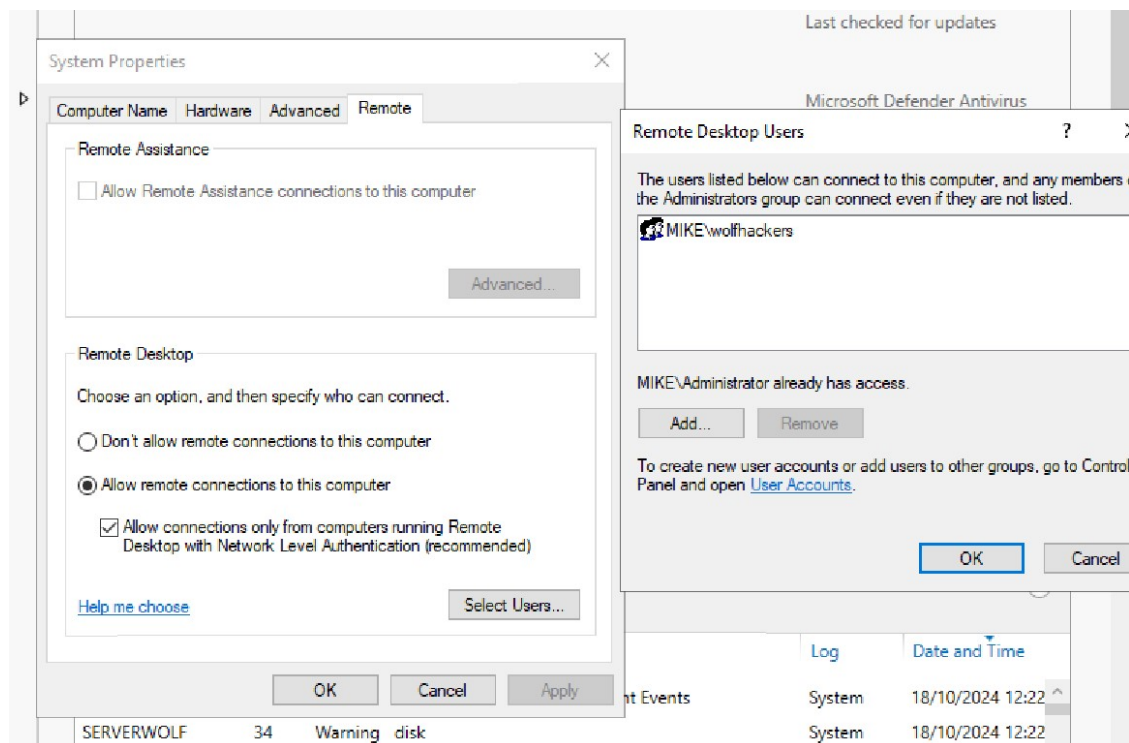 Last checked for updates
Microsoft Defender Antivirus
System Properties
Computer Name Hardware Advanced Remote
Remote Assistance
Allow Remote Assistance connections to this computer
Advanced...
Remote Desktop
Choose an option, and then specify who can connect.
Don't allow remote connections to this computer
Allow remote connections to this computer
Allow connections only from computers running Remote
Desktop with Network Level Authentication (recommended)
Help me choose
Select Users...
OK Cancel Apply
Remote Desktop Users ?
The users listed below can connect to this computer, and any members
the Administrators group can connect even if they are not listed.
MIKE\wolfhackers
MIKE\Administrator already has access.
Add... Remove
To create new user accounts or add users to other groups, go to Control
Panel and open User Accounts.
OK Cancel
Log Date and Time
nt Events System 18/10/2024 12:22
SERVERWOLF 34 Warning disk System 18/10/2024 12:22